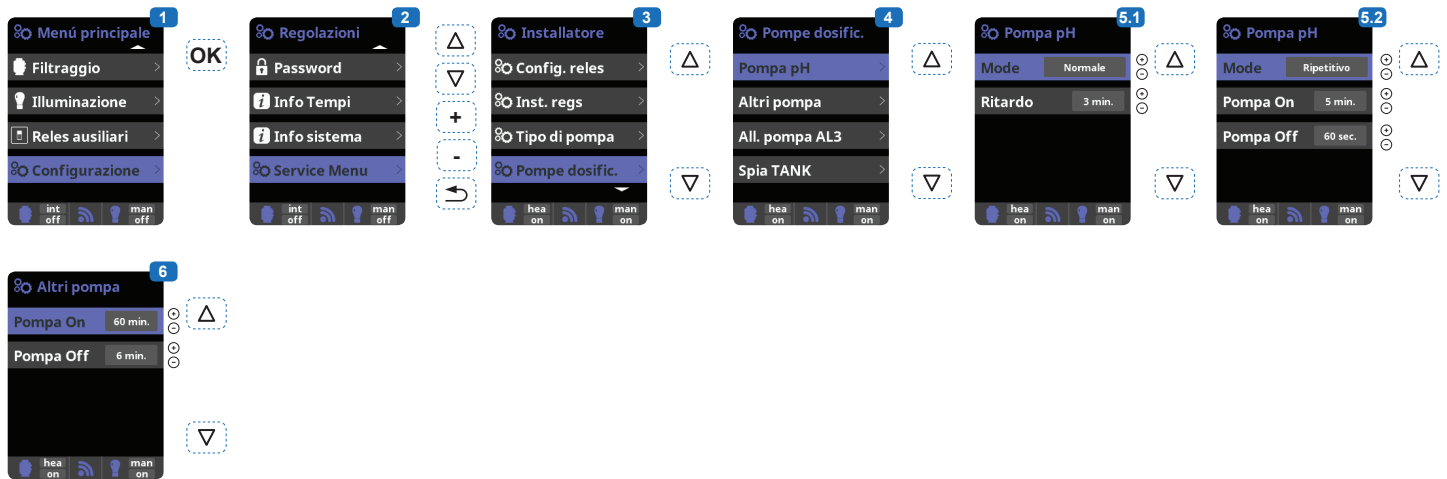 1
Menú principale
Filtraggio
Illuminazione
Reles ausiliari
Configurazione
int
off
man
off
OK
2
Regolazioni
Password
Info Tempi
Info sistema
Service Menu
int
off
man
off
+
-
3
Installatore
Config. reles
Inst. regs
Tipo di pompa
Pompe dosific.
hea
on
man
on
4
Pompe dosific.
Pompa pH
Altri pompa
All. pompa AL3
Spia TANK
hea
on
man
on
5.1
Pompa pH
Mode Normale
Ritardo 3 min.
hea
on
man
on
5.2
Pompa pH
Mode Ripetitivo
Pompa On 5 min.
Pompa Off 60 sec.
hea
on
man
on
6
Altri pompa
Pompa On 60 min.
Pompa Off 6 min.
hea
on
man
on